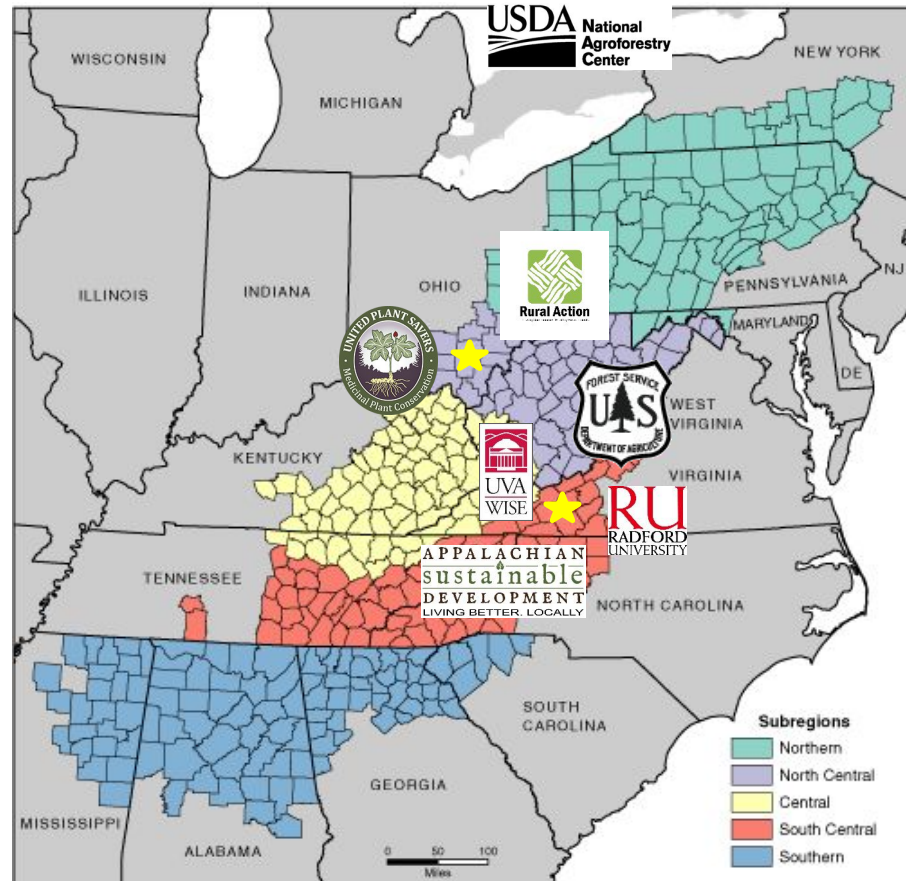 USDA National
Agroforestry
Center
WISCONSIN
NEW YORK
MICHIGAN
ILLINOIS
INDIANA
OHIO
Rural Action
PENNSYLVANIA
NJ
UNITED PLANT SAVERS
Medicinal Plant Conservation
MARYLAND
DE
FOREST SERVICE
U S
DEPARTMENT OF AGRICULTURE
WEST
VIRGINIA
KENTUCKY
UVA
WISE
VIRGINIA
RU
RADFORD
UNIVERSITY
TENNESSEE
APPALACHIAN
sustainable
DEVELOPMENT
LIVING BETTER. LOCALLY
NORTH CAROLINA
SOUTH
CAROLINA
GEORGIA
MISSISSIPPI
ALABAMA
0 50 100
Miles
Subregions
Northern
North Central
Central
South Central
Southern